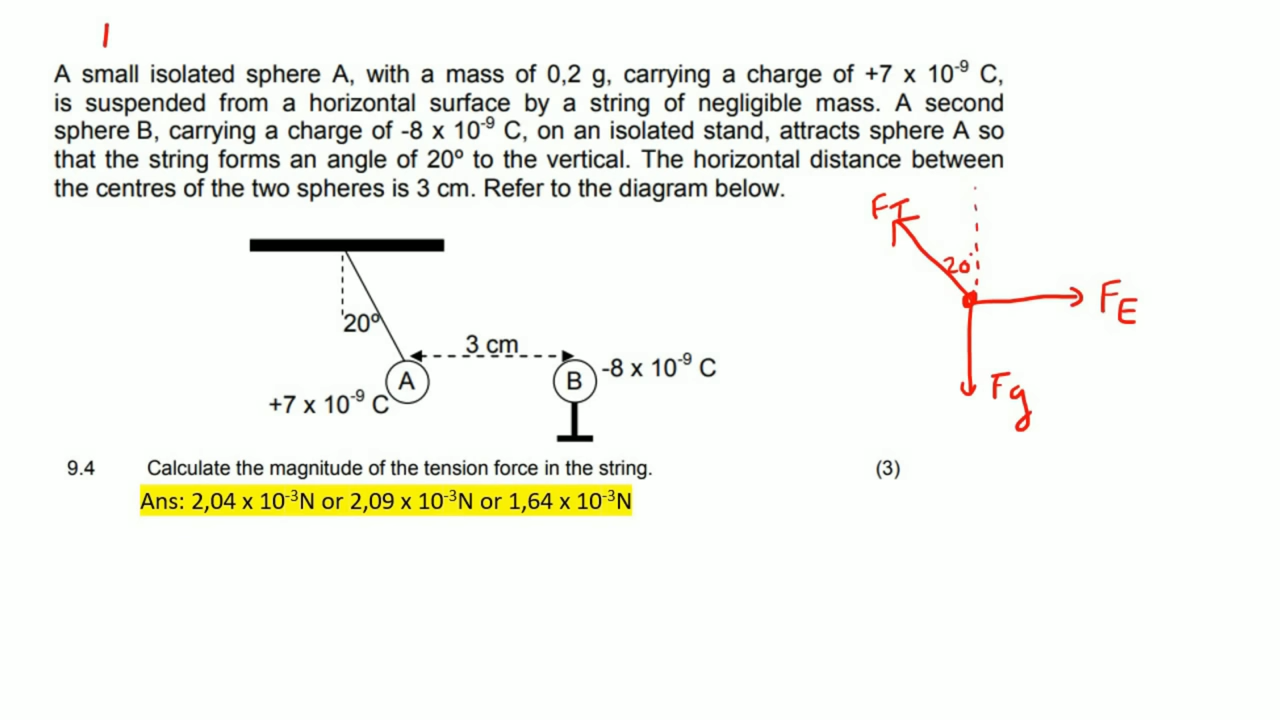 1
A small isolated sphere A, with a mass of 0,2 g, carrying a charge of +7 x 10⁻⁹ C,
is suspended from a horizontal surface by a string of negligible mass. A second
sphere B, carrying a charge of -8 x 10⁻⁹ C, on an isolated stand, attracts sphere A so
that the string forms an angle of 20º to the vertical. The horizontal distance between
the centres of the two spheres is 3 cm. Refer to the diagram below.
FT
20°
FE
Fg
20º
3 cm
A
B
-8 x 10⁻⁹ C
+7 x 10⁻⁹ C
9.4 Calculate the magnitude of the tension force in the string. (3)
Ans: 2,04 x 10⁻³N or 2,09 x 10⁻³N or 1,64 x 10⁻³N